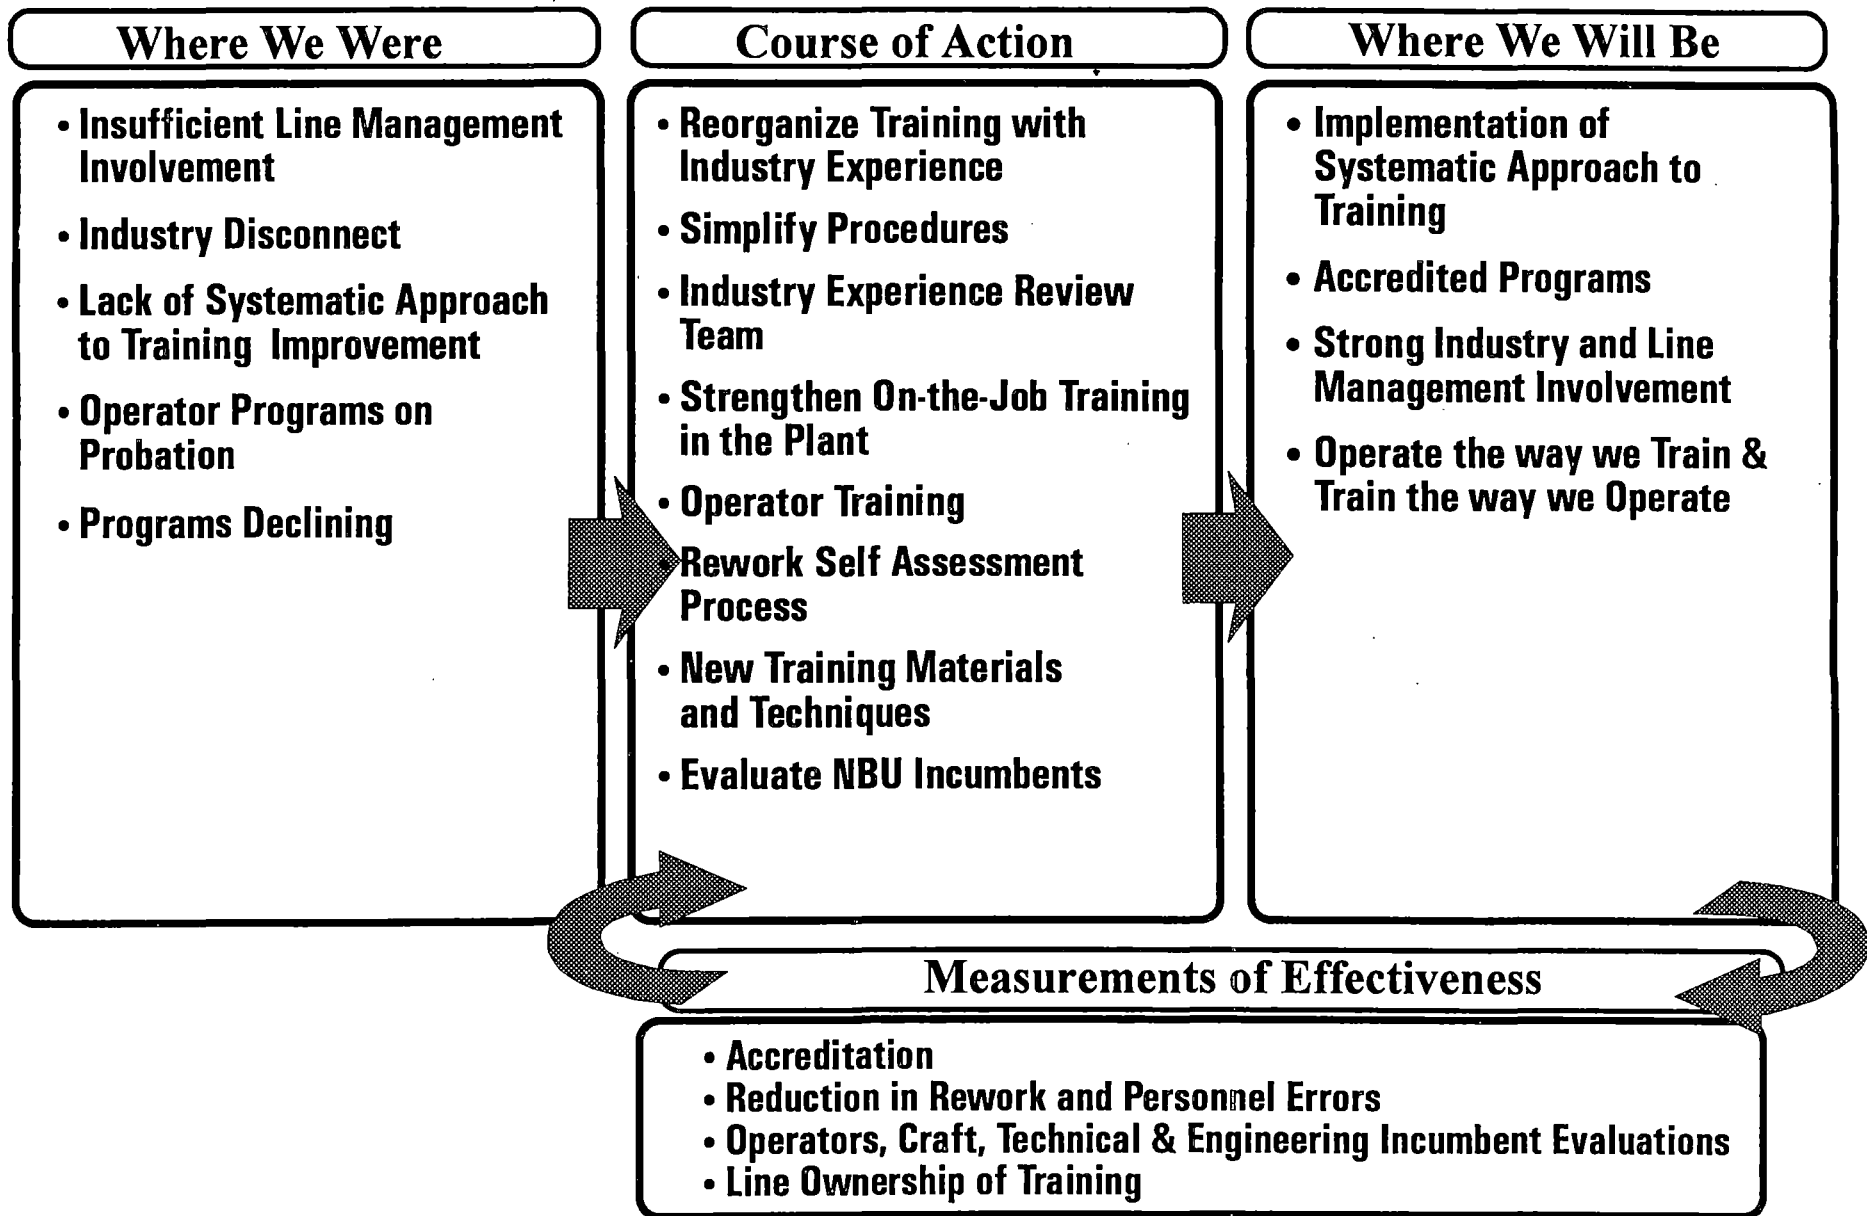 Where We Were
• Insufficient Line Management
Involvement
• Industry Disconnect
• Lack of Systematic Approach
to Training Improvement
• Operator Programs on
Probation
• Programs Declining
Course of Action
• Reorganize Training with
Industry Experience
• Simplify Procedures
• Industry Experience Review
Team
• Strengthen On-the-Job Training
in the Plant
• Operator Training
• Rework Self Assessment
Process
• New Training Materials
and Techniques
• Evaluate NBU Incumbents
Where We Will Be
• Implementation of
Systematic Approach to
Training
• Accredited Programs
• Strong Industry and Line
Management Involvement
• Operate the way we Train &
Train the way we Operate
Measurements of Effectiveness
• Accreditation
• Reduction in Rework and Personnel Errors
• Operators, Craft, Technical & Engineering Incumbent Evaluations
• Line Ownership of Training